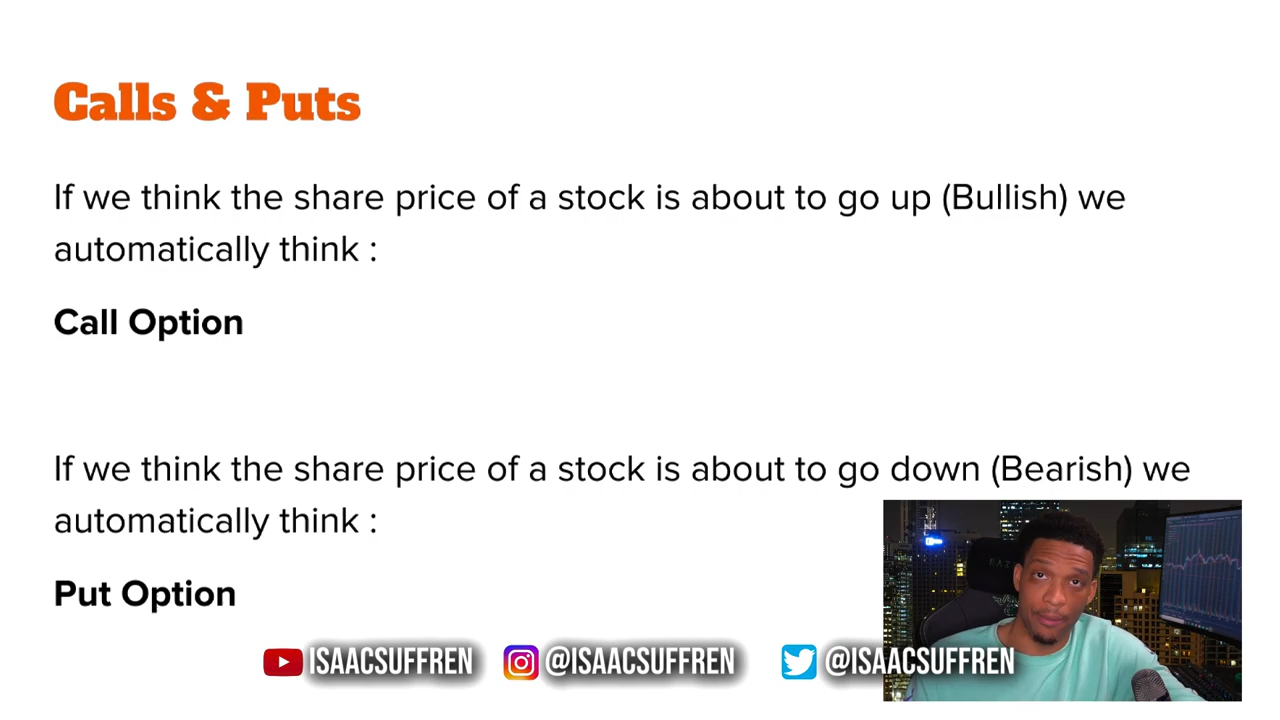 Calls & Puts
If we think the share price of a stock is about to go up (Bullish) we
automatically think :
Call Option
If we think the share price of a stock is about to go down (Bearish) we
automatically think :
Put Option
ISAACSUFFREN @ISAACSUFFREN @ISAACSUFFREN